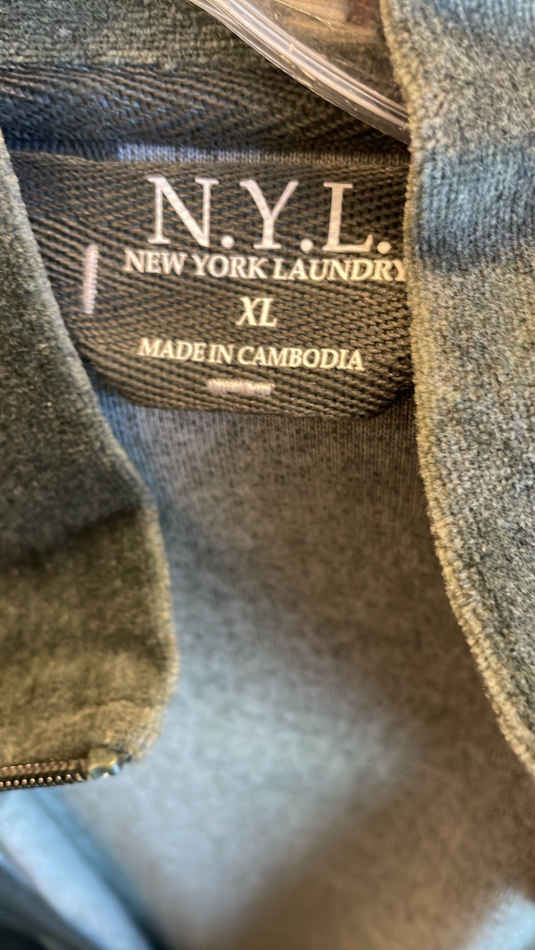 N.Y.L.
NEW YORK LAUNDRY
XL
MADE IN CAMBODIA